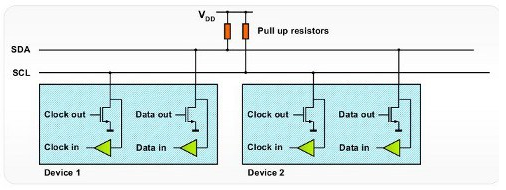 VDD
Pull up resistors
SDA
SCL
Clock out Data out Clock out Data out
Clock in Data in Clock in Data in
Device 1 Device 2